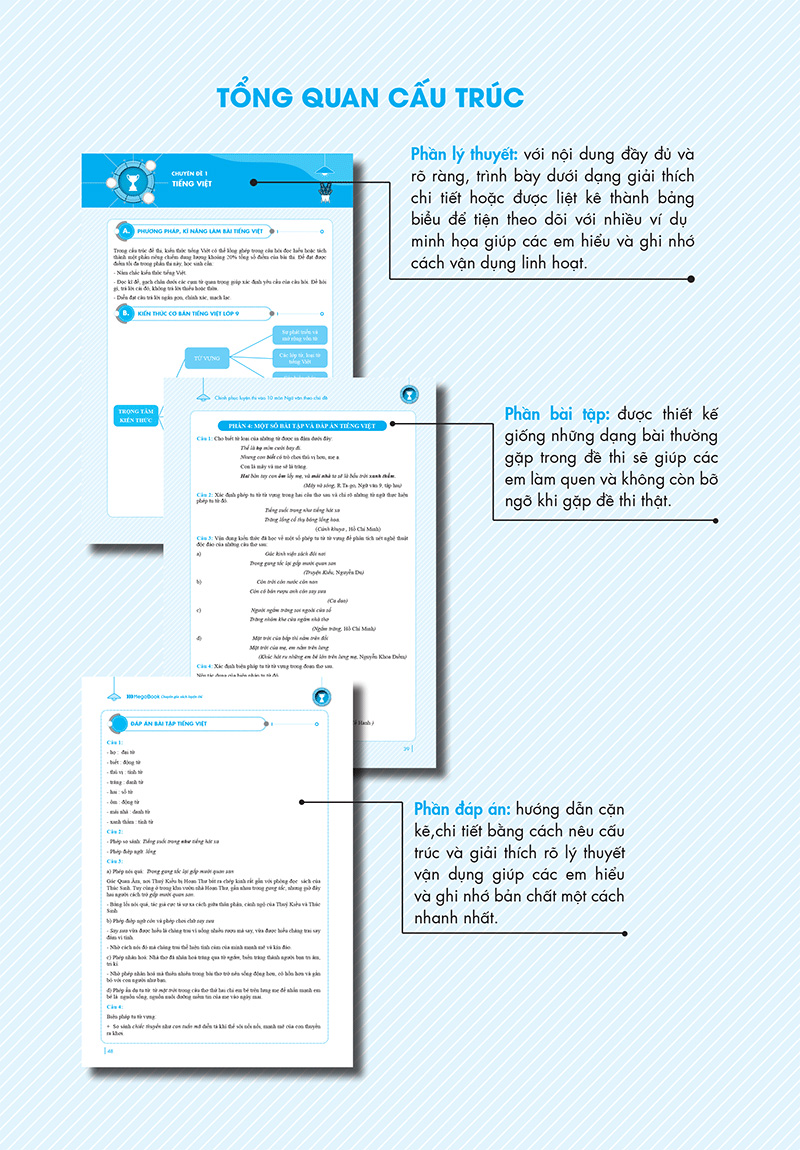 TỔNG QUAN CẤU TRÚC
CHUYÊN ĐỀ 1
TIẾNG VIỆT
Phần lý thuyết: với nội dung đầy đủ và
rõ ràng, trình bày dưới dạng giải thích
chi tiết hoặc được liệt kê thành bảng
biểu để tiện theo dõi với nhiều ví dụ
minh họa giúp các em hiểu và ghi nhớ
cách vận dụng linh hoạt.
A. PHƯƠNG PHÁP, KĨ NĂNG LÀM BÀI TIẾNG VIỆT
Trong cấu trúc đề thi, kiến thức tiếng Việt có thể lồng ghép trong câu hỏi đọc hiểu hoặc tách
thành một phần riêng chiếm dung lượng khoảng 20% tổng số điểm của bài thi. Để đạt được
điểm tối đa trong phần thi này, học sinh cần:
- Nắm chắc kiến thức tiếng Việt.
- Đọc kĩ đề, gạch chân dưới các cụm từ quan trọng giúp xác định yêu cầu của câu hỏi. Đề hỏi
gì, trả lời cái đó, không trả lời thiếu hoặc thừa.
- Diễn đạt câu trả lời ngắn gọn, chính xác, mạch lạc.
B. KIẾN THỨC CƠ BẢN TIẾNG VIỆT LỚP 9
Sự phát triển và
mở rộng vốn từ
TỪ VỰNG
Các lớp từ, loại từ
tiếng Việt
TRỌNG TÂM
KIẾN THỨC
Chinh phục luyện thi vào 10 môn Ngữ văn theo chủ đề
PHẦN 4: MỘT SỐ BÀI TẬP VÀ ĐÁP ÁN TIẾNG VIỆT
Câu 1: Cho biết từ loại của những từ được in đậm dưới đây:
Thế là họ mỉm cười bay đi.
Nhưng con biết có trò chơi thú vị hơn, mẹ ạ
Con là mây và mẹ sẽ là trăng.
Hai bàn tay con ôm lấy mẹ, và mái nhà ta sẽ là bầu trời xanh thẳm.
(Mây và sóng, R.Ta-go, Ngữ văn 9, tập hai)
Câu 2: Xác định phép tu từ từ vựng trong hai câu thơ sau và chỉ rõ những từ ngữ thực hiện
phép tu từ đó.
Tiếng suối trong như tiếng hát xa
Trăng lồng cổ thụ bóng lồng hoa.
(Cảnh khuya , Hồ Chí Minh)
Câu 3: Vận dụng kiến thức đã học về một số phép tu từ từ vựng để phân tích nét nghệ thuật
độc đáo của những câu thơ sau:
a) Gác kinh viện sách đôi nơi
Trong gang tấc lại gấp mười quan san
(Truyện Kiều, Nguyễn Du)
b) Còn trời còn nước còn non
Còn cô bán rượu anh còn say sưa
(Ca dao)
c) Người ngắm trăng soi ngoài cửa sổ
Trăng nhòm khe cửa ngắm nhà thơ
(Ngắm trăng, Hồ Chí Minh)
d) Mặt trời của bắp thì nằm trên đồi
Mặt trời của mẹ, em nằm trên lưng
(Khúc hát ru những em bé lớn trên lưng mẹ, Nguyễn Khoa Điềm)
Câu 4: Xác định biện pháp tu từ từ vựng trong đoạn thơ sau.
Nêu tác dụng của biện pháp tu từ đó.
Hanh )
39
Phần bài tập: được thiết kế
giống những dạng bài thường
gặp trong đề thi sẽ giúp các
em làm quen và không còn bỡ
ngỡ khi gặp đề thi thật.
MegaBook Chuyên gia sách luyện thi
ĐÁP ÁN BÀI TẬP TIẾNG VIỆT
Câu 1:
- họ : đại từ
- biết : động từ
- thú vị : tính từ
- trăng : danh từ
- hai : số từ
- ôm : động từ
- mái nhà : danh từ
- xanh thẳm : tính từ
Câu 2:
- Phép so sánh: Tiếng suối trong như tiếng hát xa
- Phép điệp ngữ: lồng
Câu 3:
a) Phép nói quá: Trong gang tấc lại gấp mười quan san
Gác Quan Âm, nơi Thuý Kiều bị Hoạn Thư bắt ra chép kinh rất gần với phòng đọc sách của
Thúc Sinh. Tuy cùng ở trong khu vườn nhà Hoạn Thư, gần nhau trong gang tấc, nhưng giờ đây
hai người cách trở gấp mười quan san.
- Bằng lối nói quá, tác giả cực tả sự xa cách giữa thân phận, cảnh ngộ của Thuý Kiều và Thúc
Sinh
b) Phép điệp ngữ còn và phép chơi chữ say sưa
- Say sưa vừa được hiểu là chàng trai vì uống nhiều rượu mà say, vừa được hiểu chàng trai say
đắm vì tình.
- Nhờ cách nói đó mà chàng trai thể hiện tình cảm của mình mạnh mẽ và kín đáo.
c) Phép nhân hoá: Nhà thơ đã nhân hoá trăng qua từ ngắm, biến trăng thành người bạn tri âm,
tri kỉ.
- Nhờ phép nhân hoá mà thiên nhiên trong bài thơ trở nên sống động hơn, có hồn hơn và gắn
bó với con người như bạn.
d) Phép ẩn dụ tu từ: từ mặt trời trong câu thơ thứ hai chỉ em bé trên lưng mẹ để nhấn mạnh em
bé là nguồn sống, nguồn nuôi dưỡng niềm tin của mẹ vào ngày mai.
Câu 4:
Biện pháp tu từ vựng
+ So sánh chiếc thuyền như con tuấn mã diễn tả khí thế sôi nổi nổi, mạnh mẽ của con thuyền
ra khơi.
48
Phần đáp án: hướng dẫn cặn
kẽ,chi tiết bằng cách nêu cấu
trúc và giải thích rõ lý thuyết
vận dụng giúp các em hiểu
và ghi nhớ bản chất một cách
nhanh nhất.